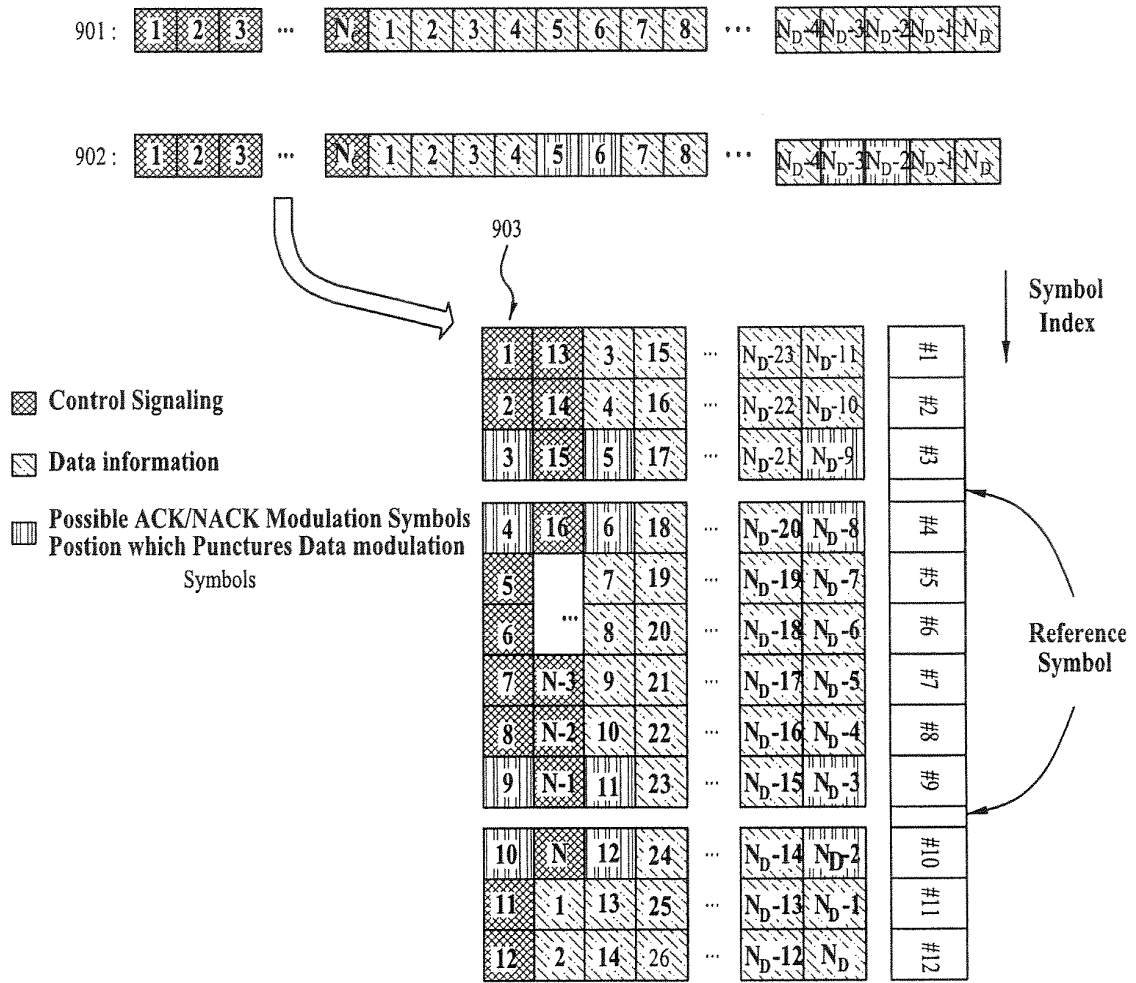 901 : 1 2 3 ... N_C 1 2 3 4 5 6 7 8 ... N_D-4 N_D-3 N_D-2 N_D-1 N_D
902 : 1 2 3 ... N_C 1 2 3 4 5 6 7 8 ... N_D-4 N_D-3 N_D-2 N_D-1 N_D
903
Symbol
Index
1 13 3 15 ... N_D-23 N_D-11 #1
2 14 4 16 ... N_D-22 N_D-10 #2
3 15 5 17 ... N_D-21 N_D-9 #3
4 16 6 18 ... N_D-20 N_D-8 #4
5 7 19 ... N_D-19 N_D-7 #5
6 ... 8 20 ... N_D-18 N_D-6 #6
7 N-3 9 21 ... N_D-17 N_D-5 #7
8 N-2 10 22 ... N_D-16 N_D-4 #8
9 N-1 11 23 ... N_D-15 N_D-3 #9
10 N 12 24 ... N_D-14 N_D-2 #10
11 1 13 25 ... N_D-13 N_D-1 #11
12 2 14 26 ... N_D-12 N_D #12
Control Signaling
Data information
Possible ACK/NACK Modulation Symbols
Postion which Punctures Data modulation
Symbols
Reference
Symbol